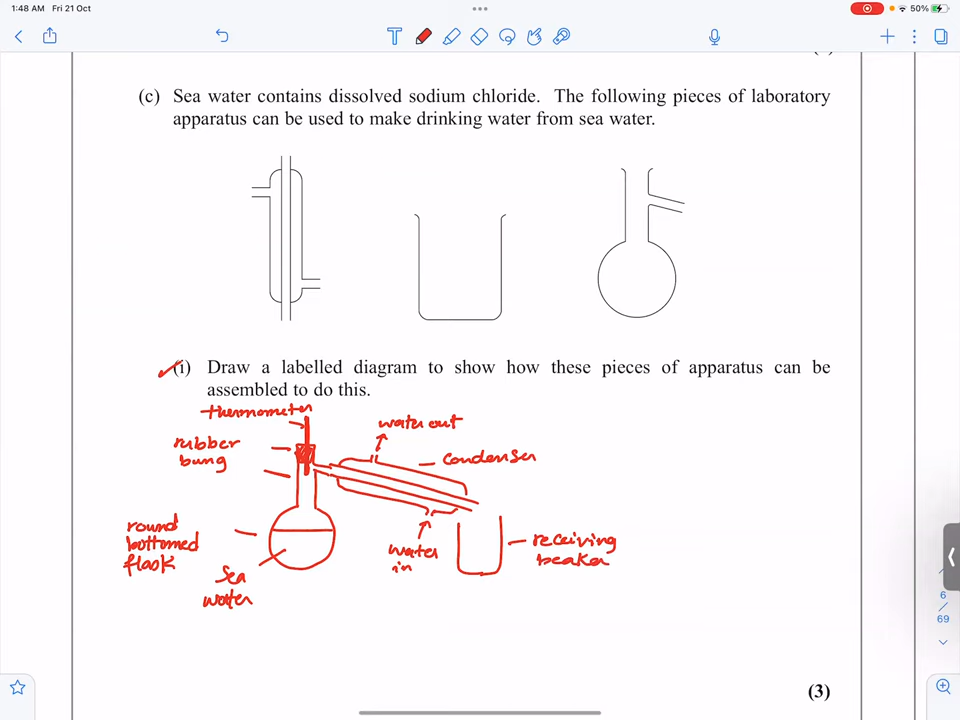 1:48 AM Fri 21 Oct
50%
T
(c) Sea water contains dissolved sodium chloride. The following pieces of laboratory
apparatus can be used to make drinking water from sea water.
(i) Draw a labelled diagram to show how these pieces of apparatus can be
assembled to do this.
thermometer
water out
rubber
bung
condenser
round
bottomed
flask
sea
water
water
in
receiving
beaker
6
/
69
(3)